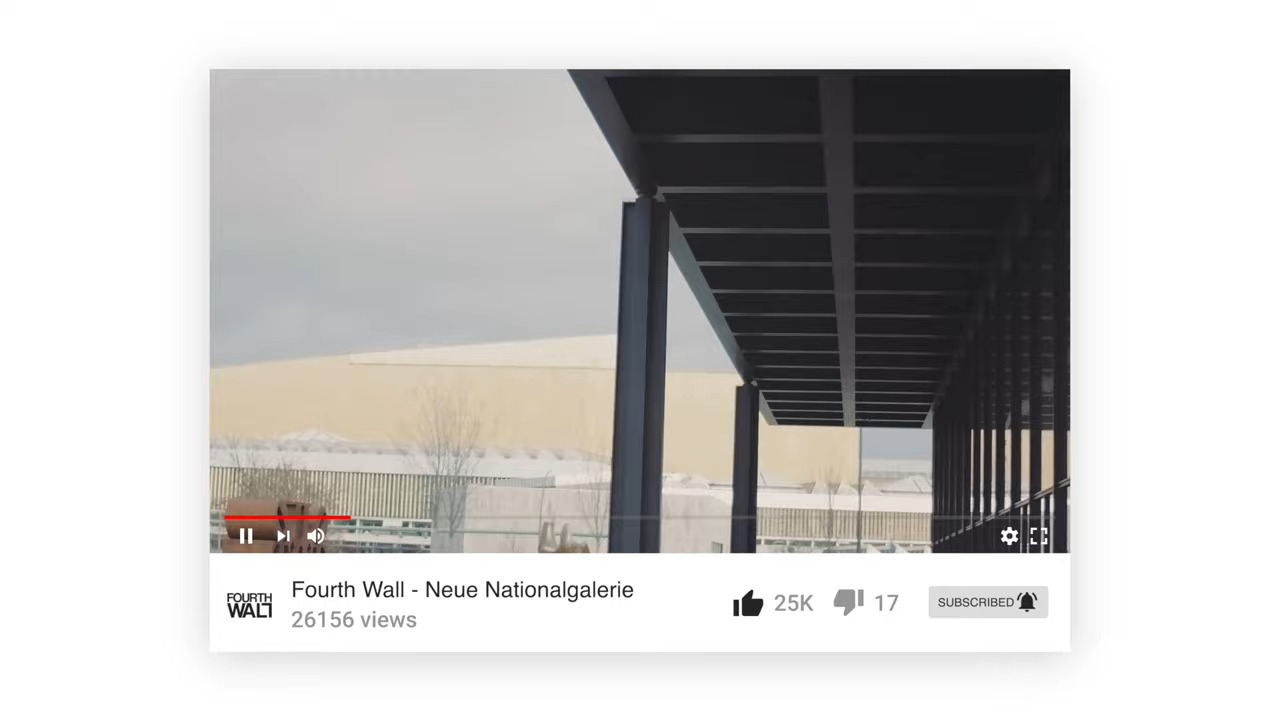 FOURTH
WALL
Fourth Wall - Neue Nationalgalerie
26156 views
25K
17
SUBSCRIBED